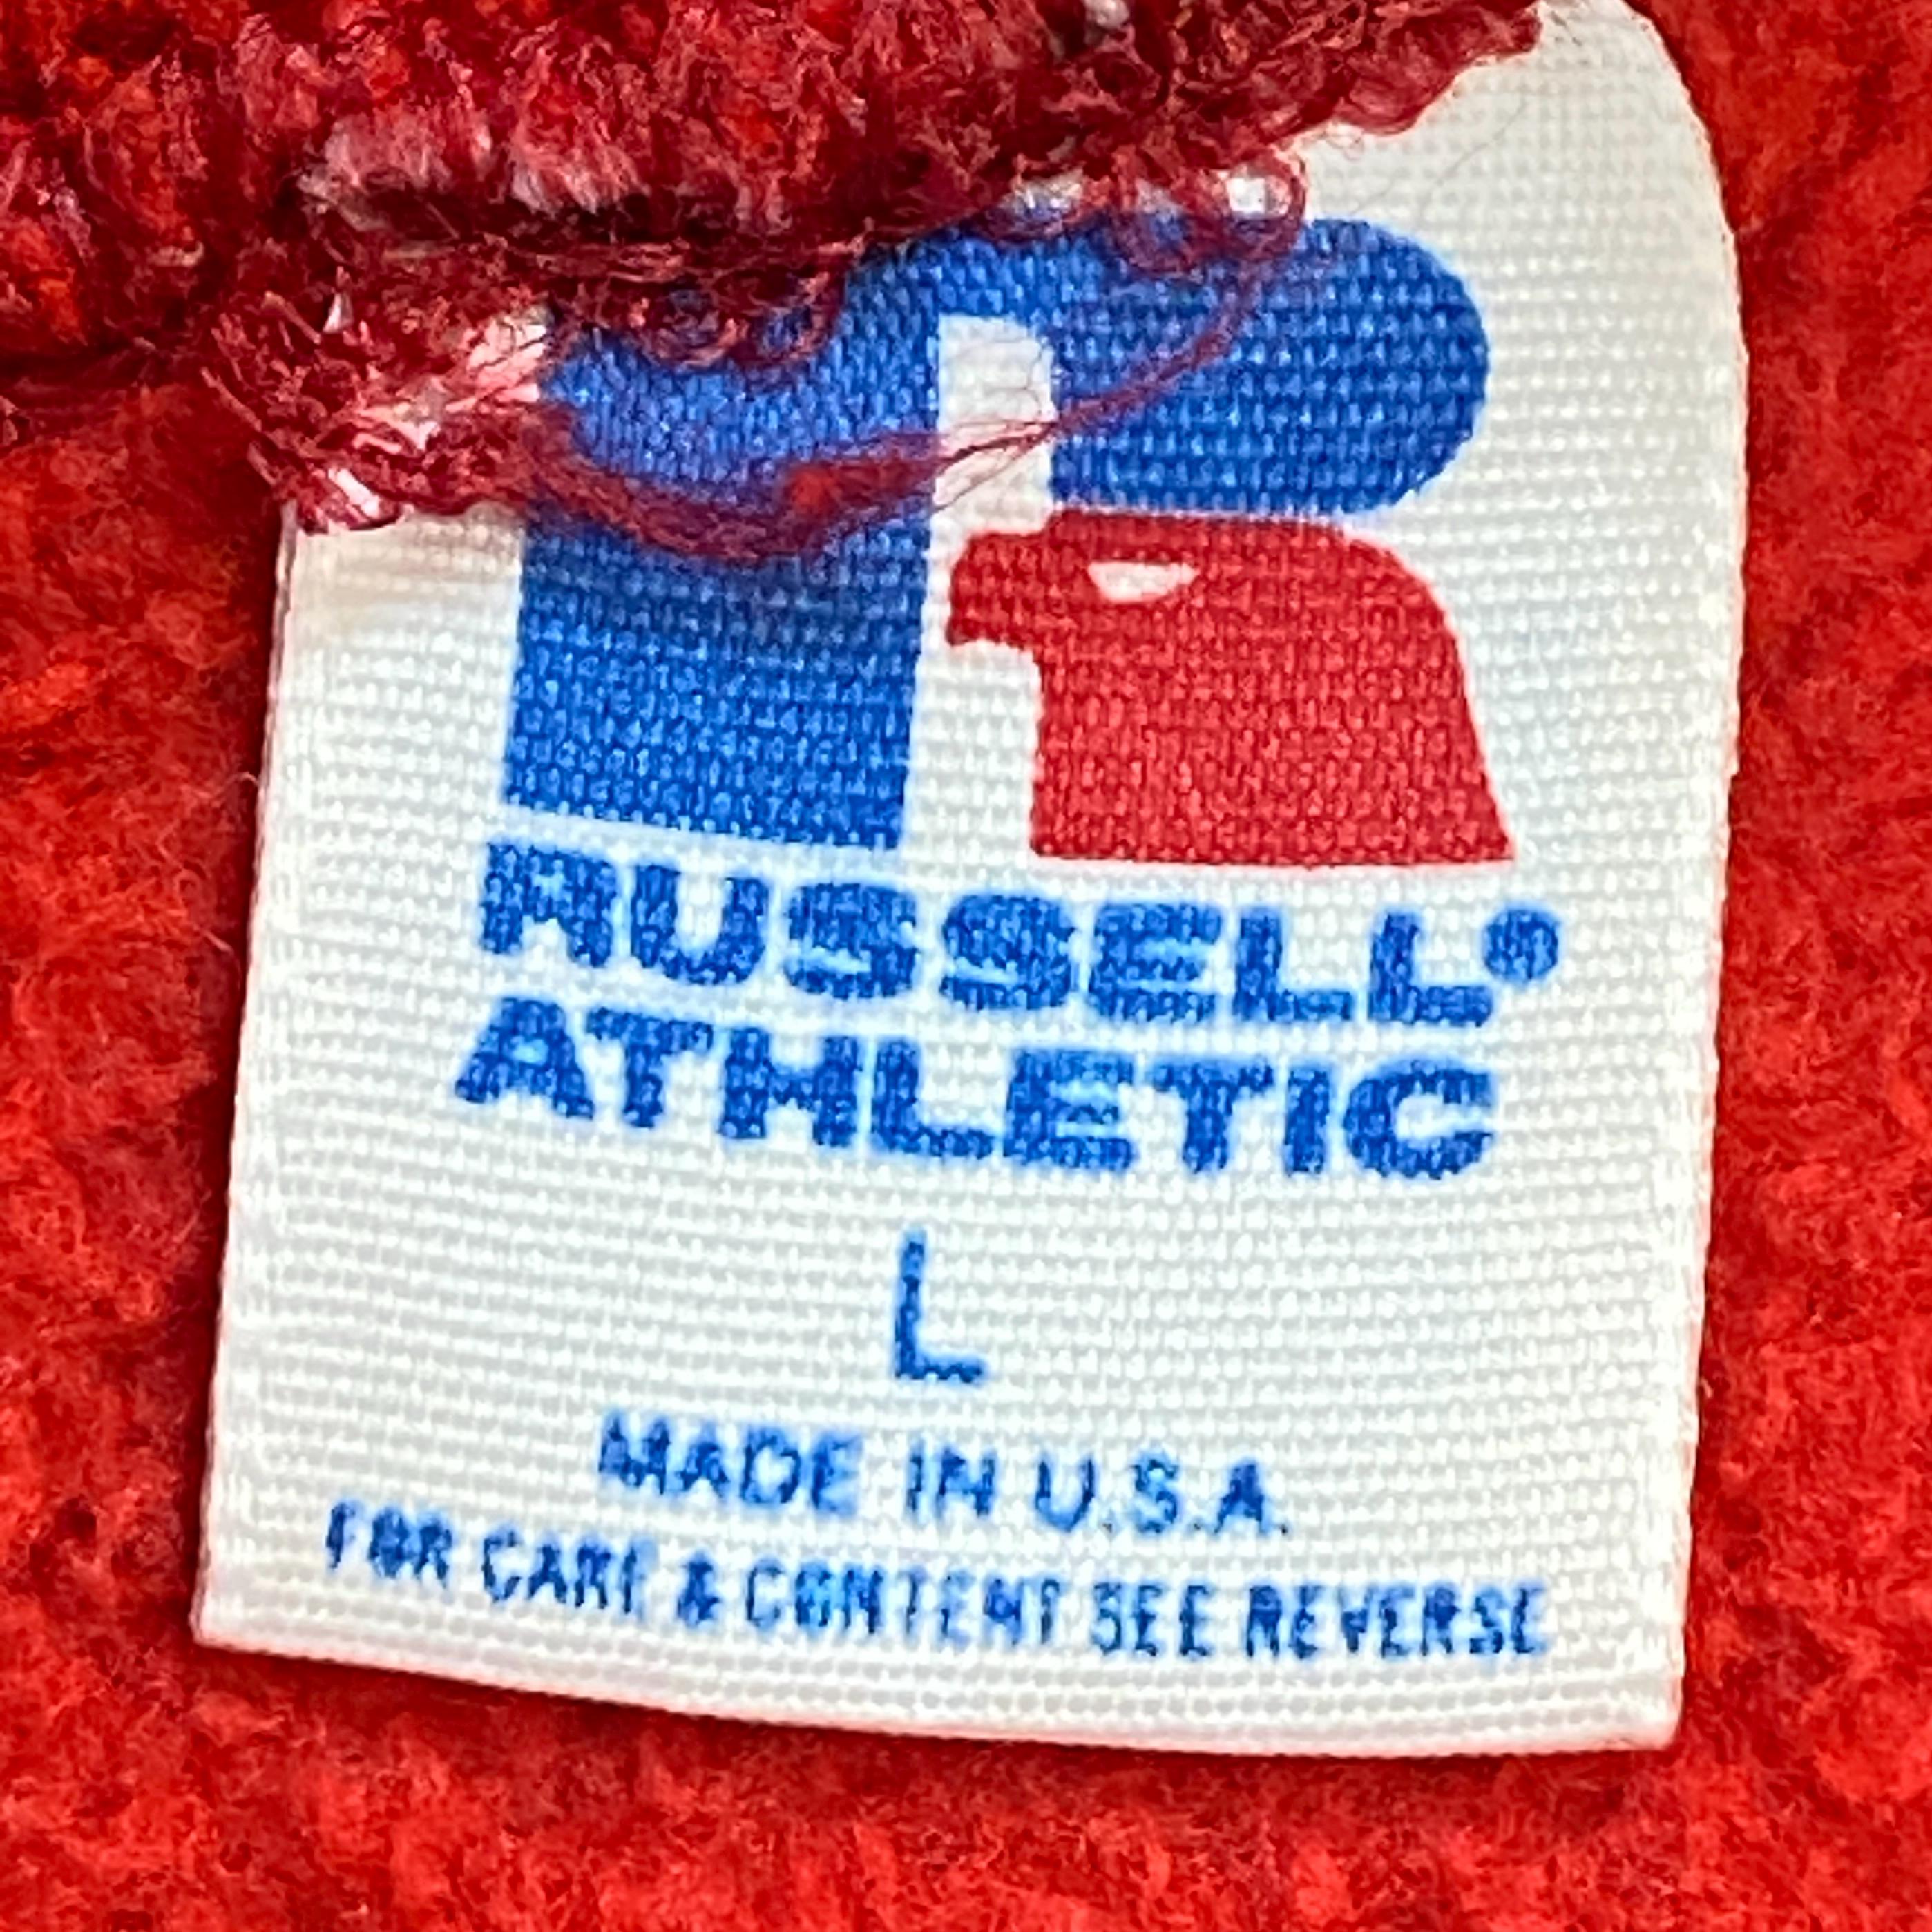 RUSSELL®
ATHLETIC
L
MADE IN U.S.A.
FOR CARE & CONTENT SEE REVERSE